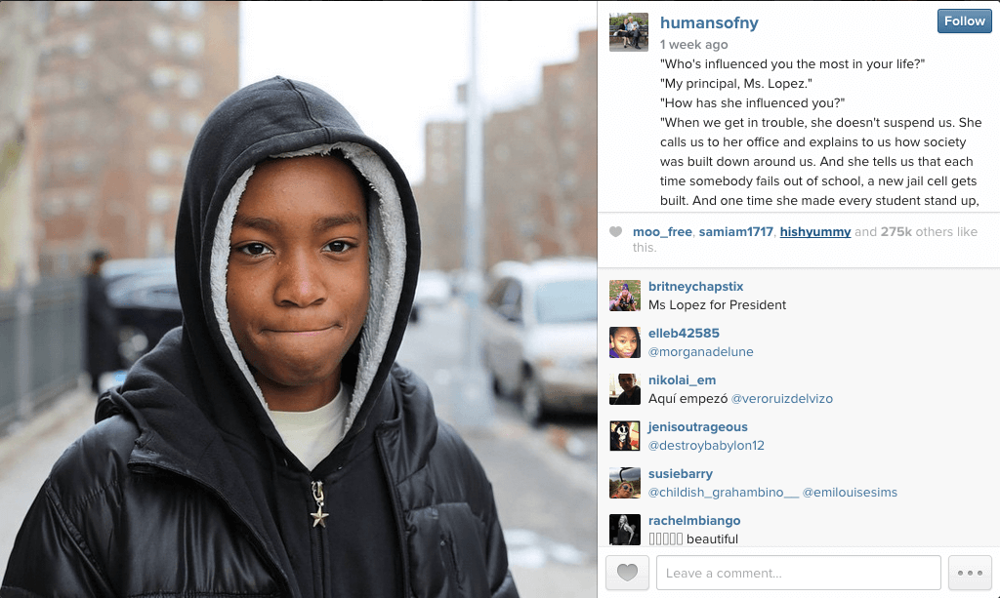 humansofny
Follow
1 week ago
"Who's influenced you the most in your life?"
"My principal, Ms. Lopez."
"How has she influenced you?"
"When we get in trouble, she doesn't suspend us. She
calls us to her office and explains to us how society
was built down around us. And she tells us that each
time somebody fails out of school, a new jail cell gets
built. And one time she made every student stand up,
moo_free, samiam1717, hishyummy and 275k others like
this.
britneychapstix
Ms Lopez for President
elleb42585
@morganadelune
nikolai_em
Aquí empezó @veroruizdelvizo
jenisoutrageous
@destroybabylon12
susiebarry
@childish_grahambino__ @emilouisesims
rachelmbiango
beautiful
Leave a comment...